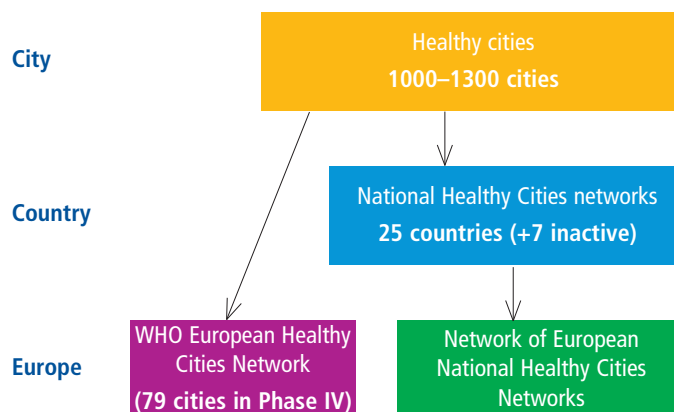 City
Healthy cities
1000–1300 cities
Country
National Healthy Cities networks
25 countries (+7 inactive)
Europe
WHO European Healthy
Cities Network
(79 cities in Phase IV)
Network of European
National Healthy Cities
Networks